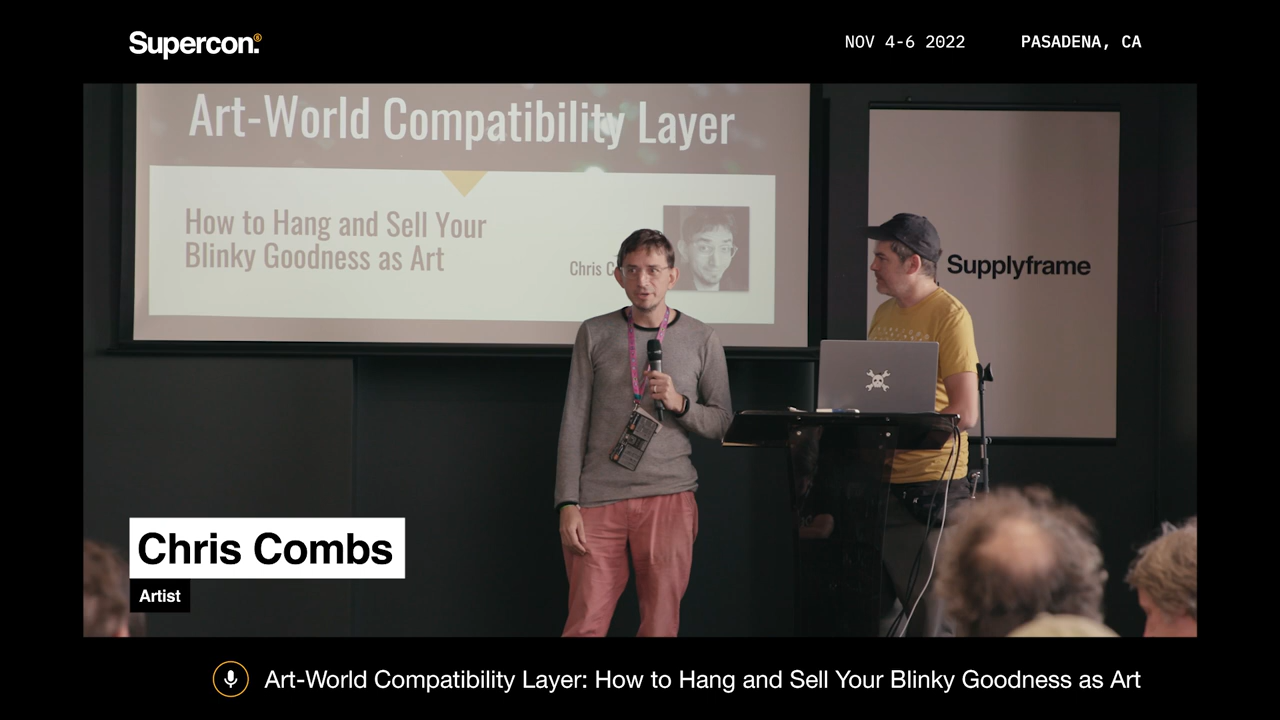 Supercon.6
NOV 4-6 2022
PASADENA, CA
Art-World Compatibility Layer
How to Hang and Sell Your
Blinky Goodness as Art
Chris C
Supplyframe
Chris Combs
Artist
Art-World Compatibility Layer: How to Hang and Sell Your Blinky Goodness as Art